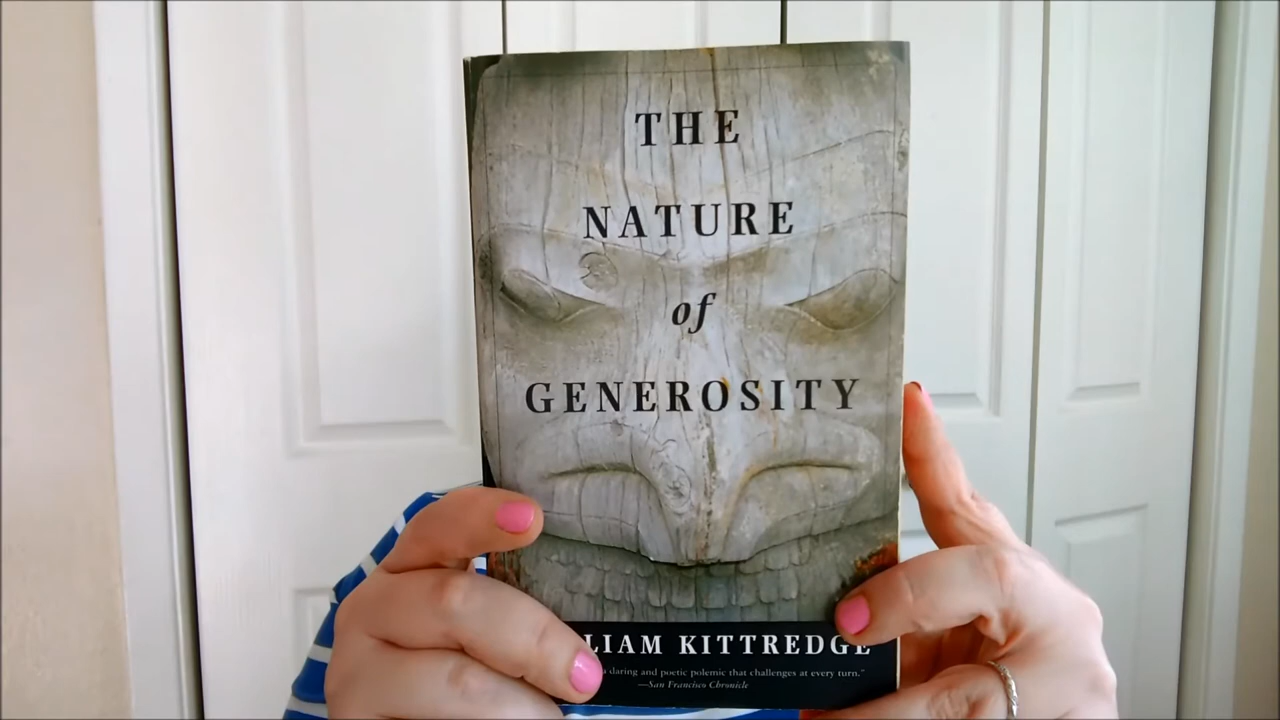 THE
NATURE
of
GENEROSITY
LIAM KITTREDGE
a daring and poetic polemic that challenges at every turn."
—San Francisco Chronicle